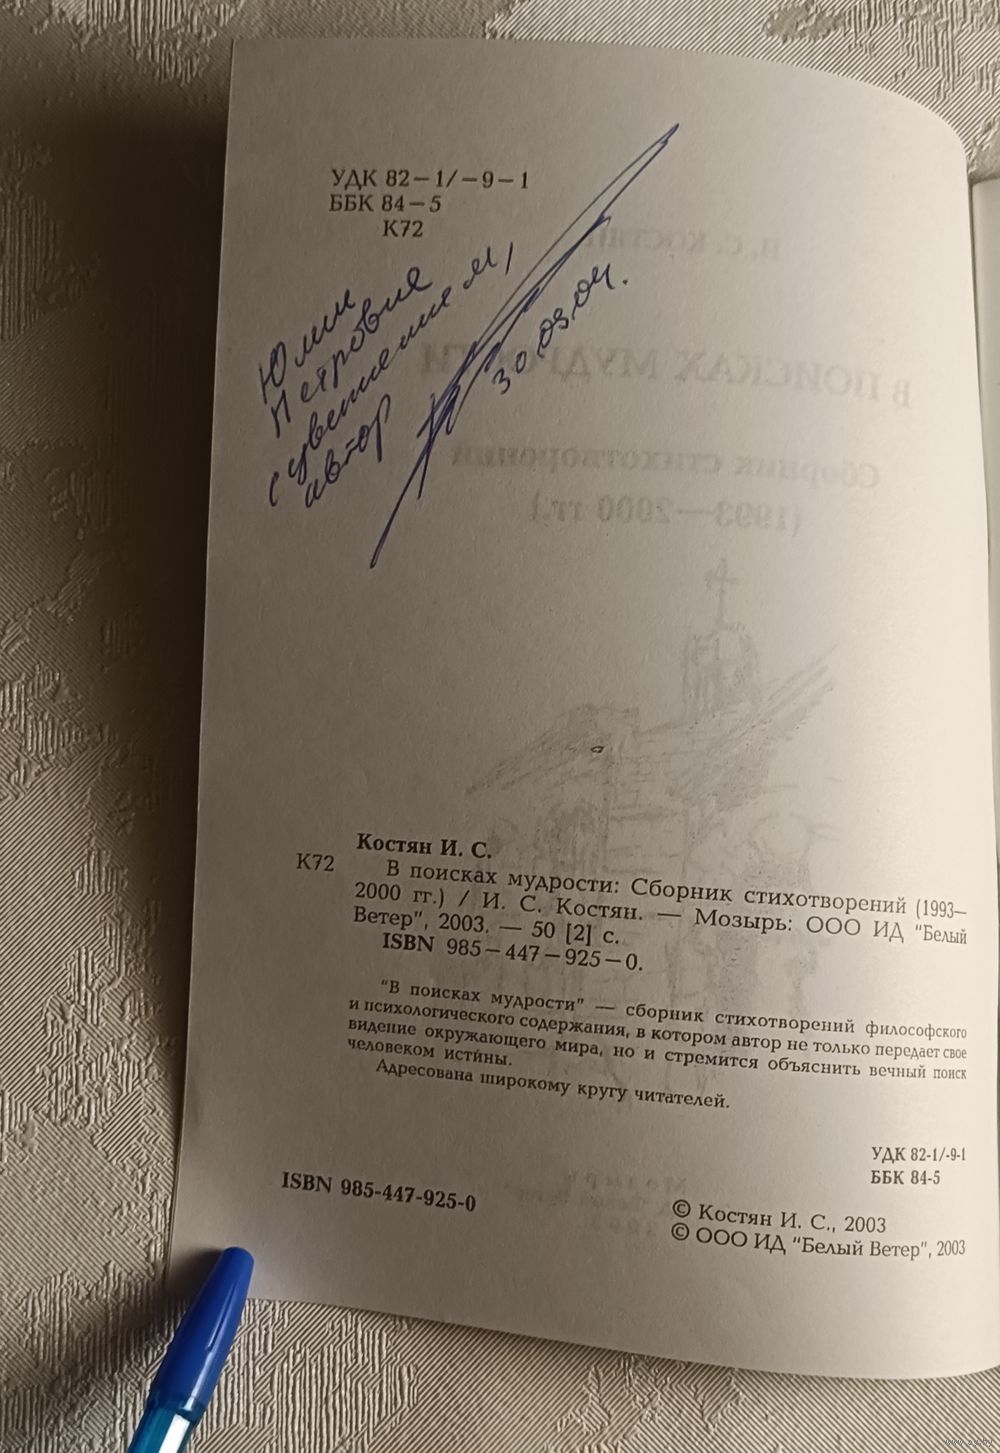 УДК 82−1/−9−1
ББК 84−5
К72
Юлии
Петровне
с уважением,
автор
30.03.04.
Костян И. С.
К72 В поисках мудрости: Сборник стихотворений (1993—
2000 гг.) / И. С. Костян. — Мозырь: ООО ИД "Белый
Ветер", 2003. — 50 [2] с.
ISBN 985−447−925−0.
"В поисках мудрости" — сборник стихотворений философского
и психологического содержания, в котором автор не только передает свое
видение окружающего мира, но и стремится объяснить вечный поиск
человеком истины.
Адресована широкому кругу читателей.
УДК 82-1/-9-1
ББК 84-5
ISBN 985-447-925-0
© Костян И. С., 2003
© ООО ИД "Белый Ветер", 2003